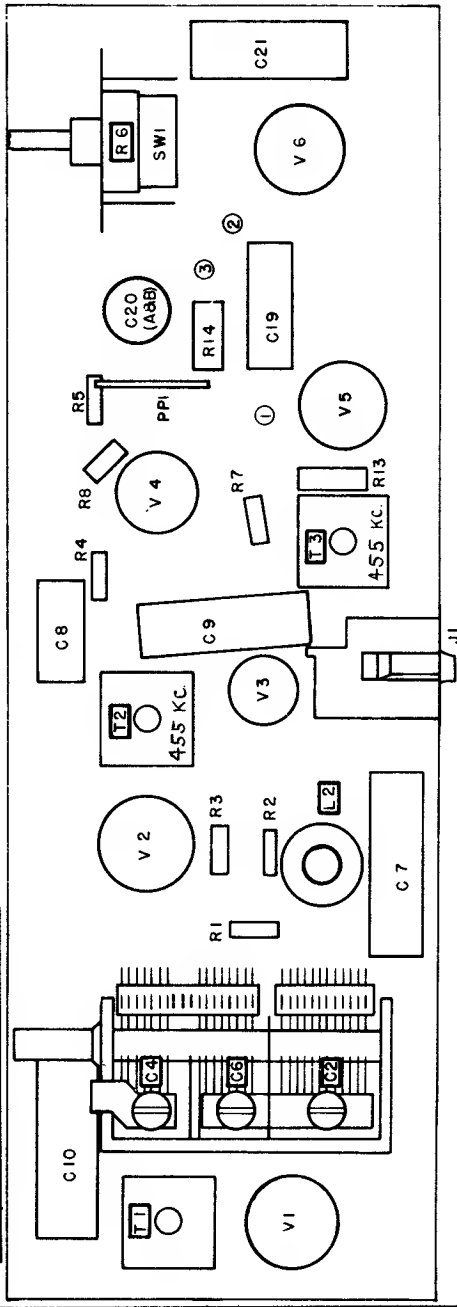 C21
R6
SW1
V6
②
③
C20
(A&B)
R14
C19
R5
PP1
①
V5
R8
V4
R7
R13
R4
T3
455 KC.
C8
C9
J1
T2
455 KC.
V3
V2
R3
R2
L2
C7
R1
C4
C6
C2
C10
T1
V1